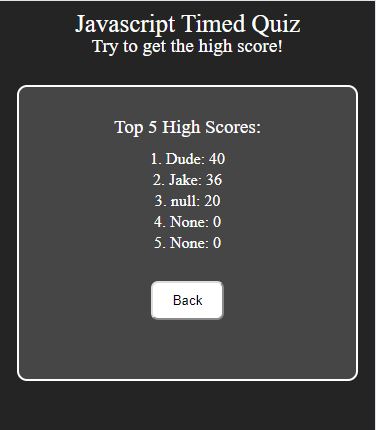 Javascript Timed Quiz
Try to get the high score!
Top 5 High Scores:
1. Dude: 40
2. Jake: 36
3. null: 20
4. None: 0
5. None: 0
Back